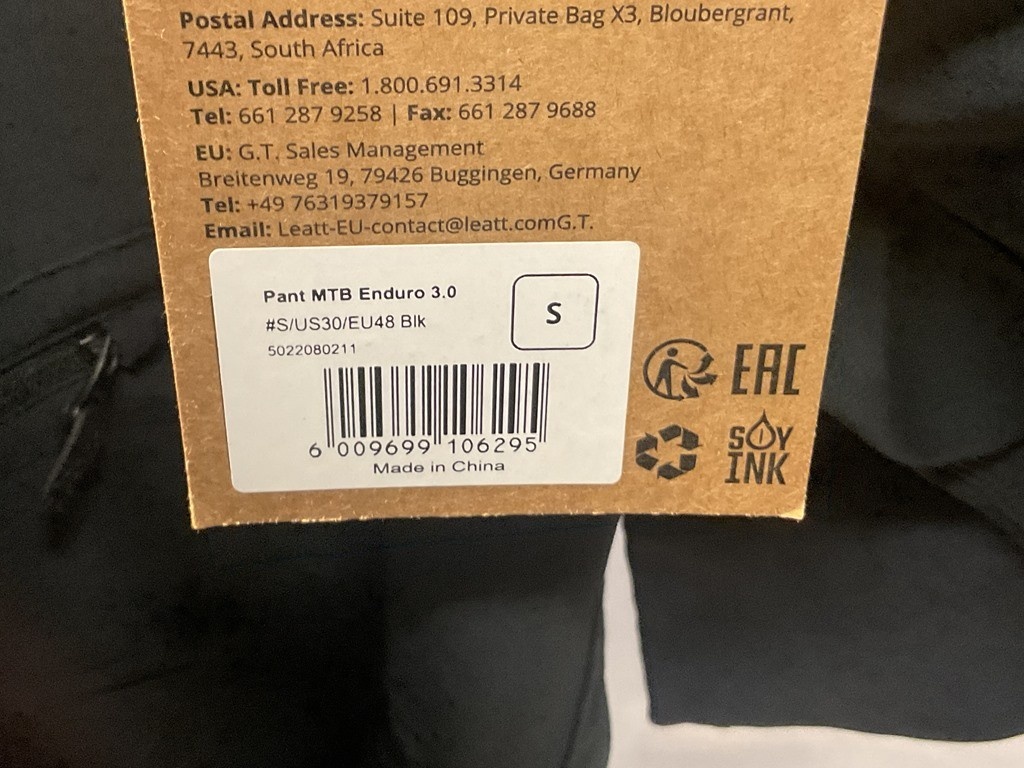 Postal Address: Suite 109, Private Bag X3, Bloubergrant,
7443, South Africa
USA: Toll Free: 1.800.691.3314
Tel: 661 287 9258 | Fax: 661 287 9688
EU: G.T. Sales Management
Breitenweg 19, 79426 Buggingen, Germany
Tel: +49 76319379157
Email: Leatt-EU-contact@leatt.comG.T.
Pant MTB Enduro 3.0
#S/US30/EU48 Blk
5022080211
S
6 009699 106295
Made in China
EAC
SOY
INK